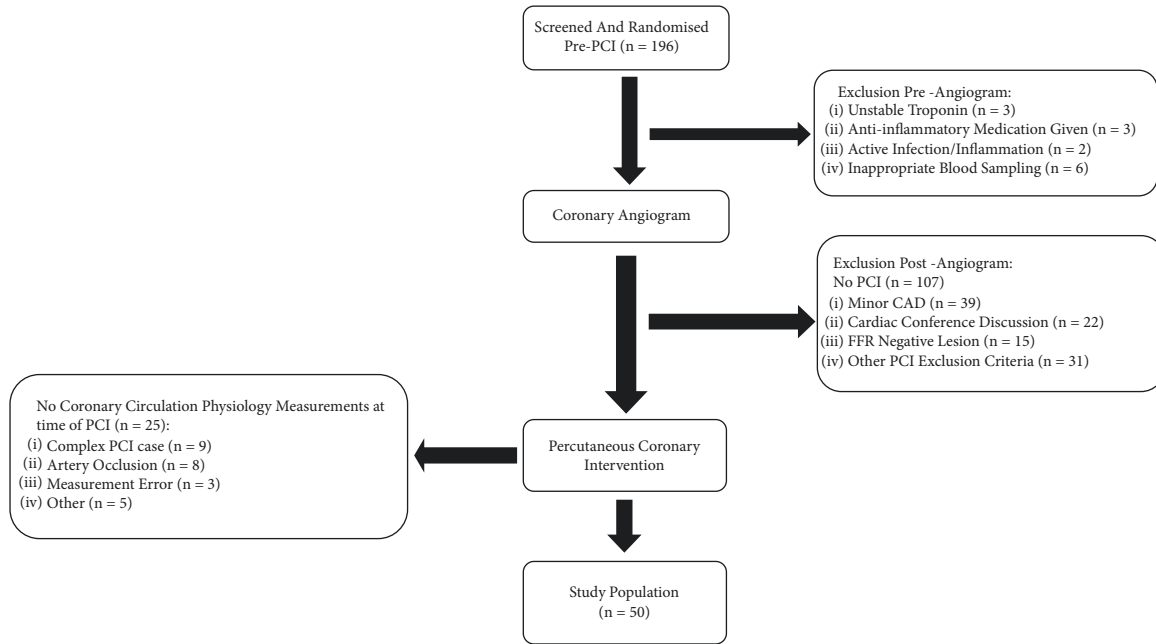 Screened And Randomised
Pre-PCI (n = 196)
Exclusion Pre -Angiogram:
(i) Unstable Troponin (n = 3)
(ii) Anti-inflammatory Medication Given (n = 3)
(iii) Active Infection/Inflammation (n = 2)
(iv) Inappropriate Blood Sampling (n = 6)
Coronary Angiogram
Exclusion Post -Angiogram:
No PCI (n = 107)
(i) Minor CAD (n = 39)
(ii) Cardiac Conference Discussion (n = 22)
(iii) FFR Negative Lesion (n = 15)
(iv) Other PCI Exclusion Criteria (n = 31)
No Coronary Circulation Physiology Measurements at
time of PCI (n = 25):
(i) Complex PCI case (n = 9)
(ii) Artery Occlusion (n = 8)
(iii) Measurement Error (n = 3)
(iv) Other (n = 5)
Percutaneous Coronary
Intervention
Study Population
(n = 50)